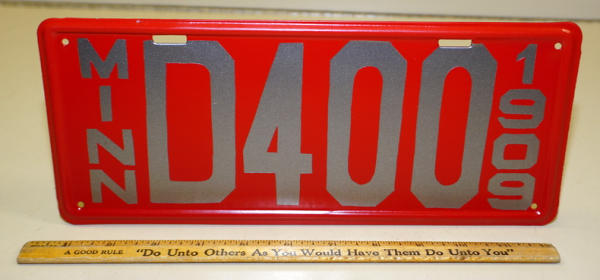 MINN
D400
1909
A GOOD RULE "Do Unto Others As You Would Have Them Do Unto You"